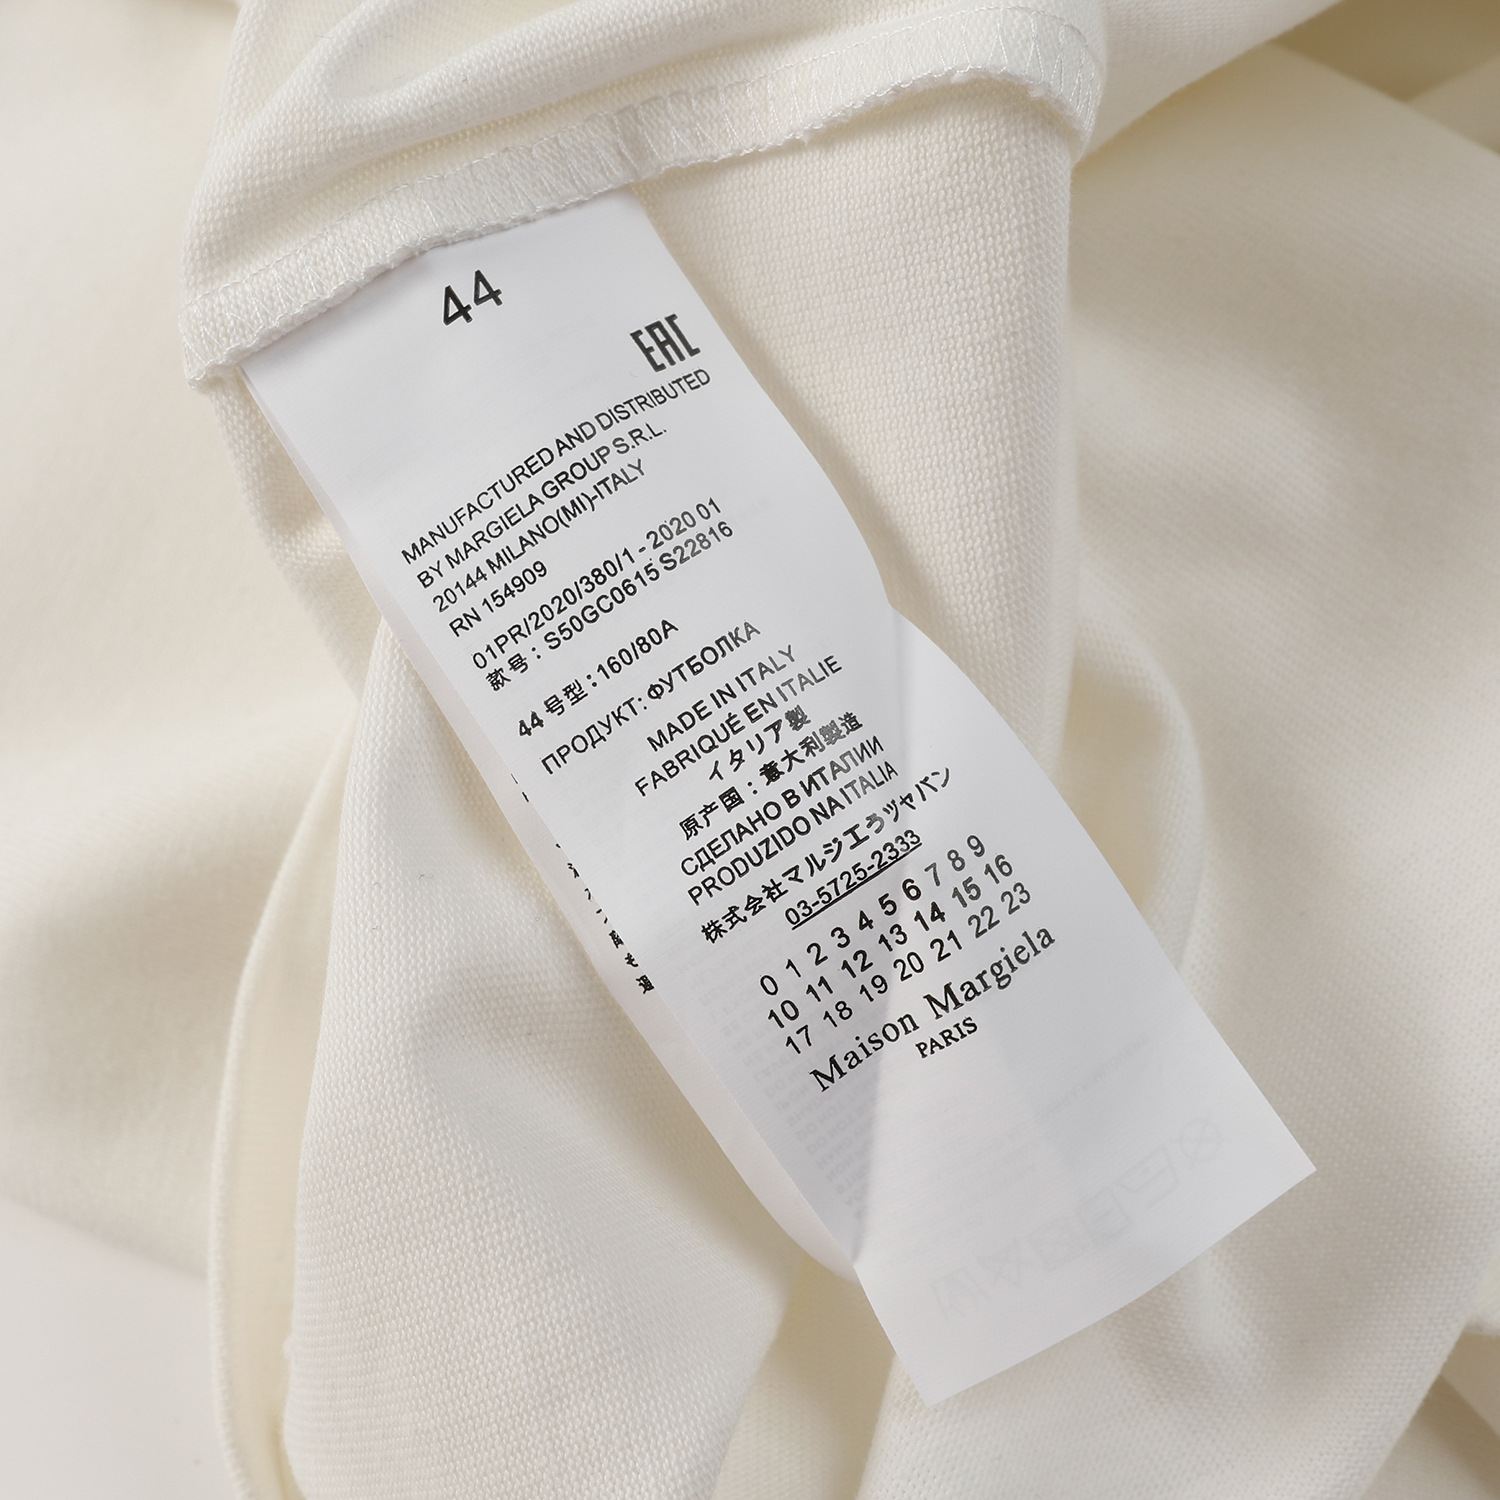 44
EAC
MANUFACTURED AND DISTRIBUTED
BY MARGIELA GROUP S.R.L.
20144 MILANO(MI)-ITALY
RN 154909
01PR/2020/380/1 - 2020 01
款号：S50GC0615 S22816
44 号型：160/80A
ПРОДУКТ: ФУТБОЛКА
MADE IN ITALY
FABRIQUÉ EN ITALIE
イタリア製
原产国：意大利製造
СДЕЛАНО В ИТАЛИИ
PRODUZIDO NA ITALIA
株式会社マルジエラジャパン
03-5725-2333
0 1 2 3 4 5 6 7 8 9
10 11 12 13 14 15 16
17 18 19 20 21 22 23
Maison Margiela
PARIS